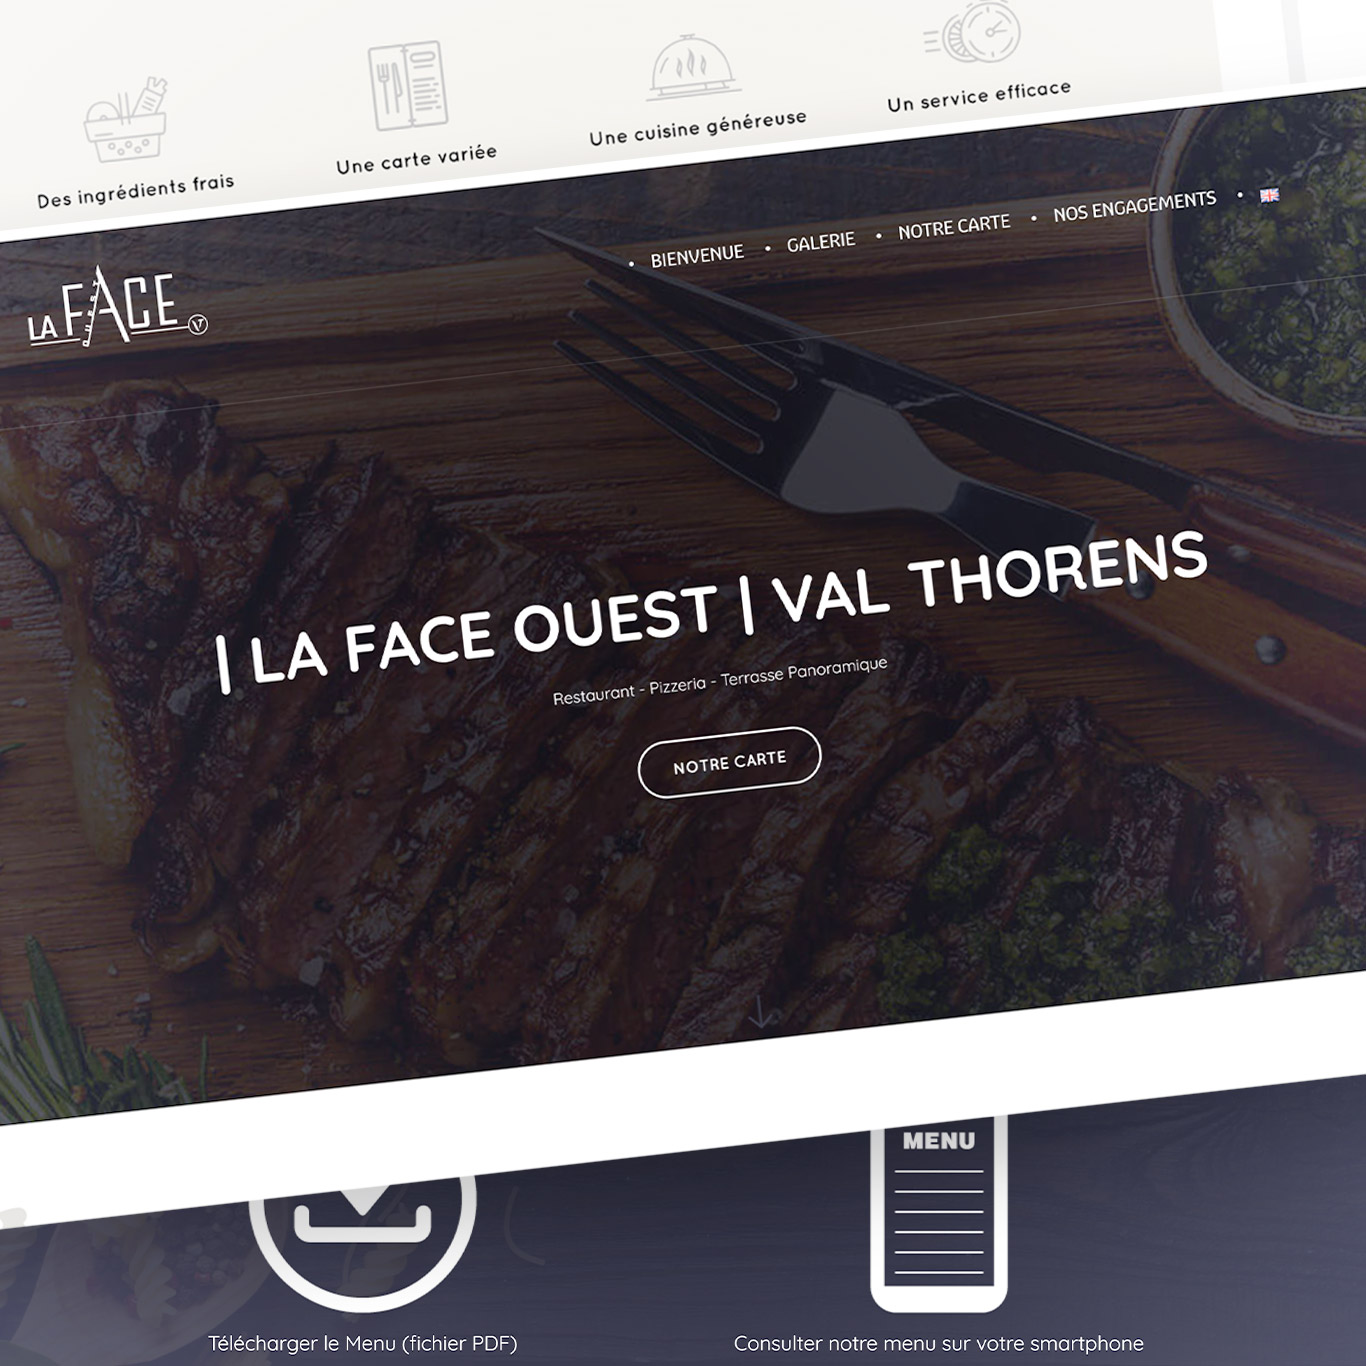 Des ingrédients frais
Une carte variée
Une cuisine généreuse
Un service efficace
LA FACE
OUEST
V
• BIENVENUE • GALERIE • NOTRE CARTE • NOS ENGAGEMENTS •
| LA FACE OUEST | VAL THORENS
Restaurant - Pizzeria - Terrasse Panoramique
NOTRE CARTE
MENU
Télécharger le Menu (fichier PDF)
Consulter notre menu sur votre smartphone